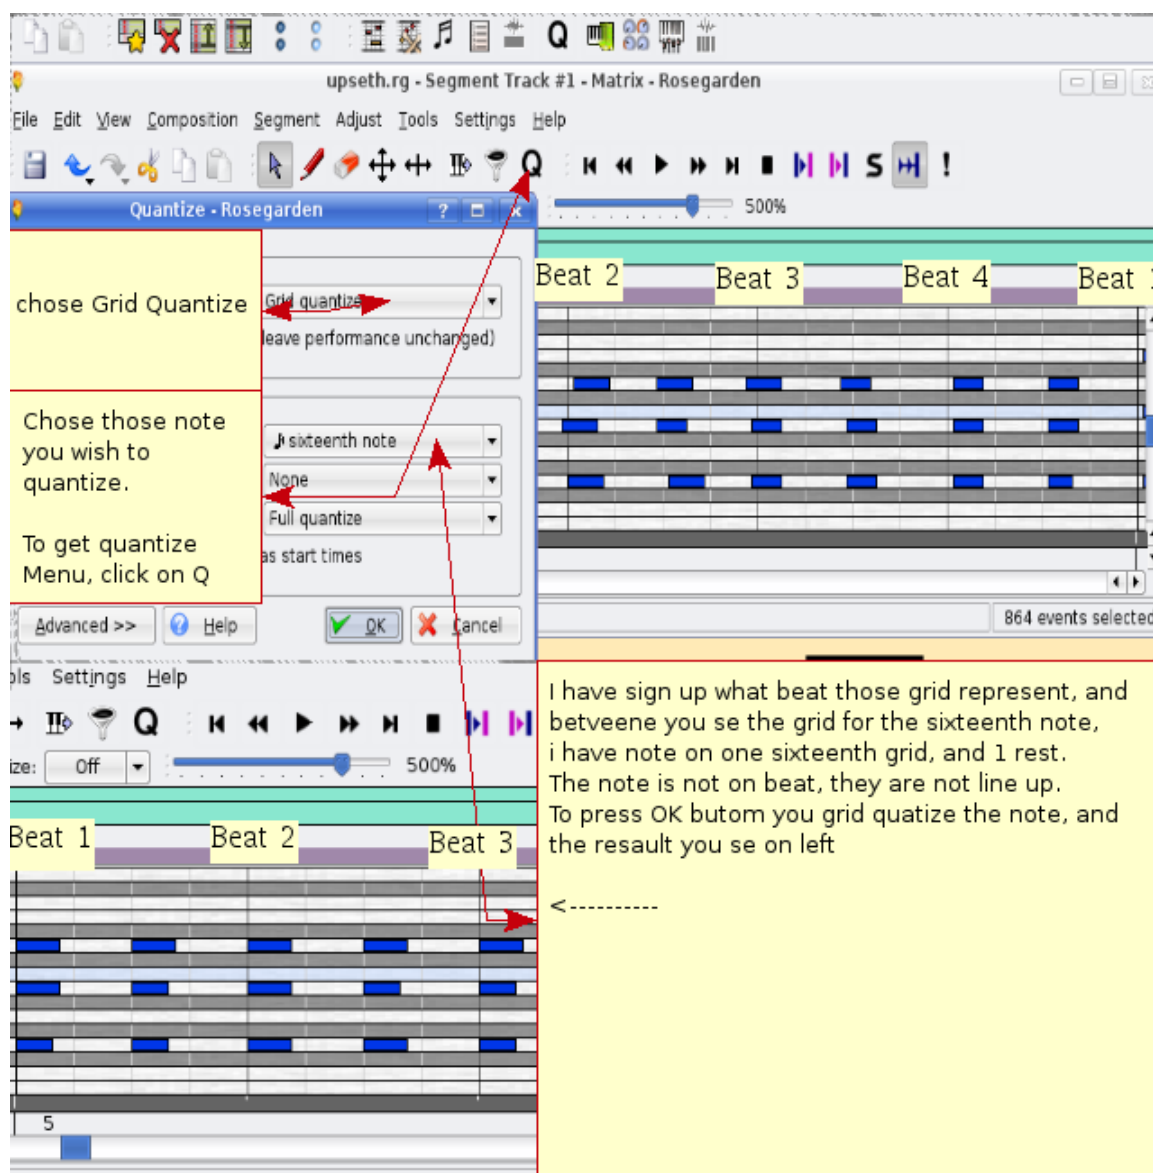 Q
upseth.rg - Segment Track #1 - Matrix - Rosegarden
File Edit View Composition Segment Adjust Tools Settings Help
Q S !
Quantize - Rosegarden ?
500%
Beat 2 Beat 3 Beat 4 Beat
chose Grid Quantize
Grid quantize
leave performance unchanged)
Chose those note
you wish to
quantize.
To get quantize
Menu, click on Q
sixteenth note
None
Full quantize
as start times
Advanced >> Help OK Cancel
864 events selected
ols Settings Help
Q
ize: Off 500%
Beat 1 Beat 2 Beat 3
5
I have sign up what beat those grid represent, and
betveene you se the grid for the sixteenth note,
i have note on one sixteenth grid, and 1 rest.
The note is not on beat, they are not line up.
To press OK butom you grid quatize the note, and
the resault you se on left
<----------